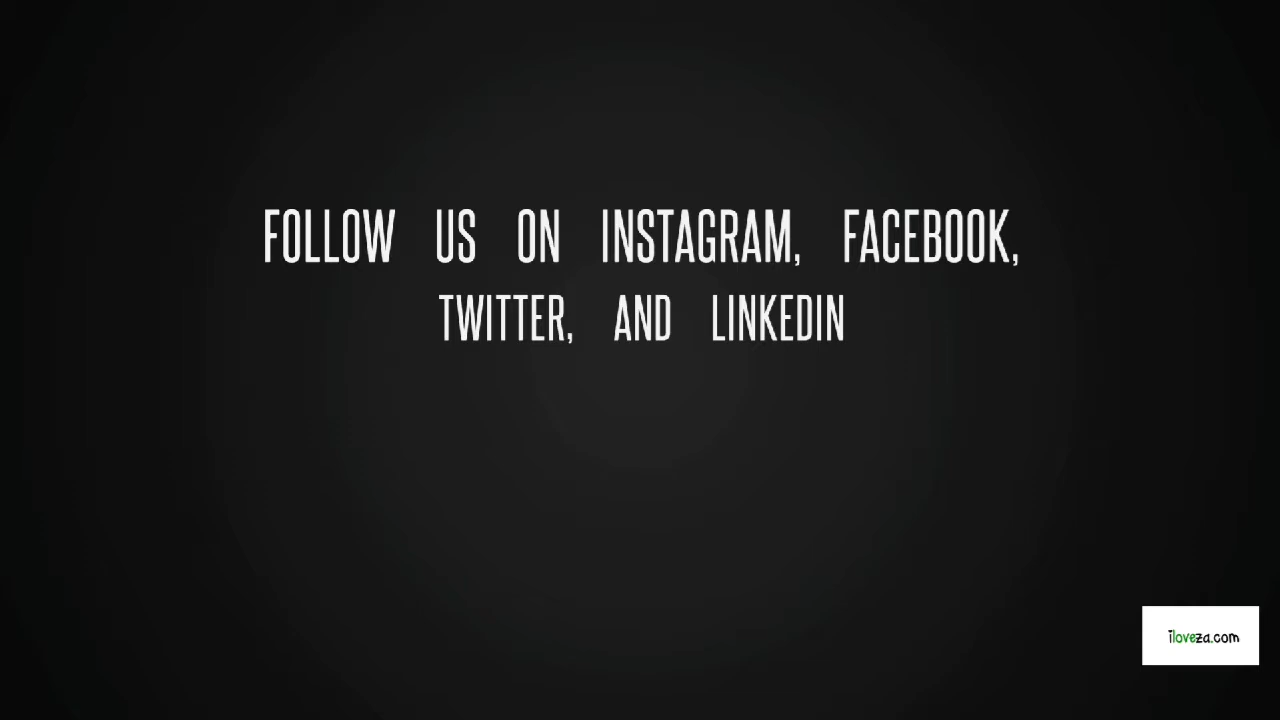 FOLLOW US ON INSTAGRAM, FACEBOOK,
TWITTER, AND LINKEDIN
iloveza.com